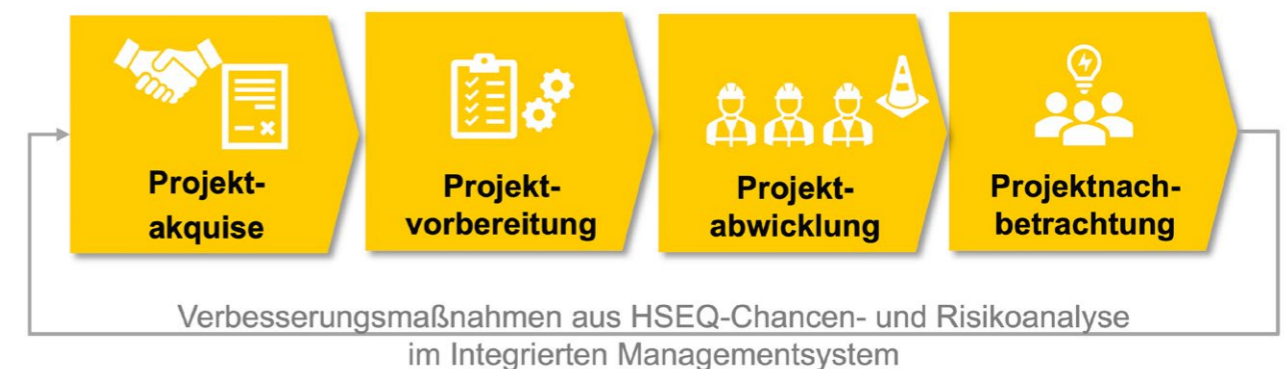 Projekt-
akquise
Projekt-
vorbereitung
Projekt-
abwicklung
Projektnach-
betrachtung
Verbesserungsmaßnahmen aus HSEQ-Chancen- und Risikoanalyse
im Integrierten Managementsystem